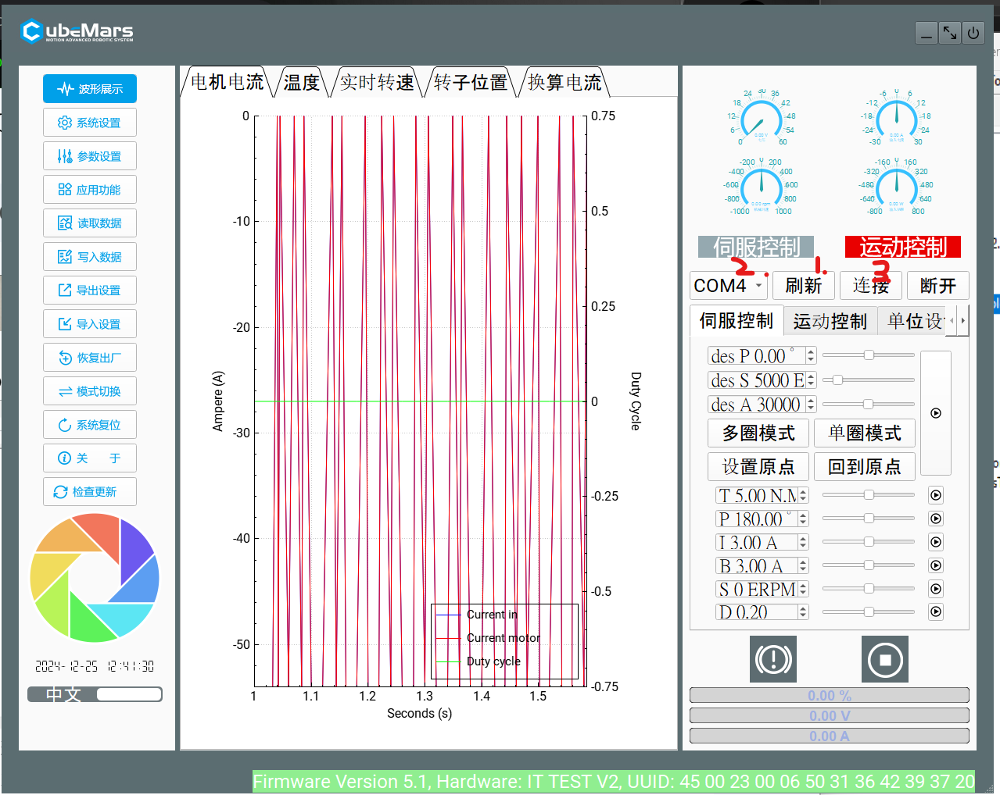 CubeMars
MOTION ADVANCED ROBOTIC SYSTEM
波形展示
系统设置
参数设置
应用功能
读取数据
写入数据
导出设置
导入设置
恢复出厂
模式切换
系统复位
关 于
检查更新
2024-12-25 12:41:30
中文
电机电流 温度 实时转速 转子位置 换算电流
0 0.75
-10 0.5
-20 0.25
Ampere (A)
0
Duty Cycle
-30
-0.25
-40
-0.5
-50
-0.75
Current in
Current motor
Duty cycle
1 1.1 1.2 1.3 1.4 1.5
Seconds (s)
0 6 12 18 24 30 36 42 48 54 60
0.00 V
-30 -24 -18 -12 -6 0 6 12 18 24 30
0.00 A
-1000 -800 -600 -400 -200 0 200 400 600 800 1000
-800 -640 -480 -320 -160 0 160 320 480 640 800
0.00 W
伺服控制 运动控制
2. 1. 3
COM4 刷新 连接 断开
伺服控制 运动控制 单位设
des P 0.00 °
des S 5000 E
des A 30000
多圈模式 单圈模式
设置原点 回到原点
T 5.00 N.M
P 180.00 °
I 3.00 A
B 3.00 A
S 0 ERPM
D 0.20
0.00 %
0.00 V
0.00 A
Firmware Version 5.1, Hardware: IT TEST V2, UUID: 45 00 23 00 06 50 31 36 42 39 37 20